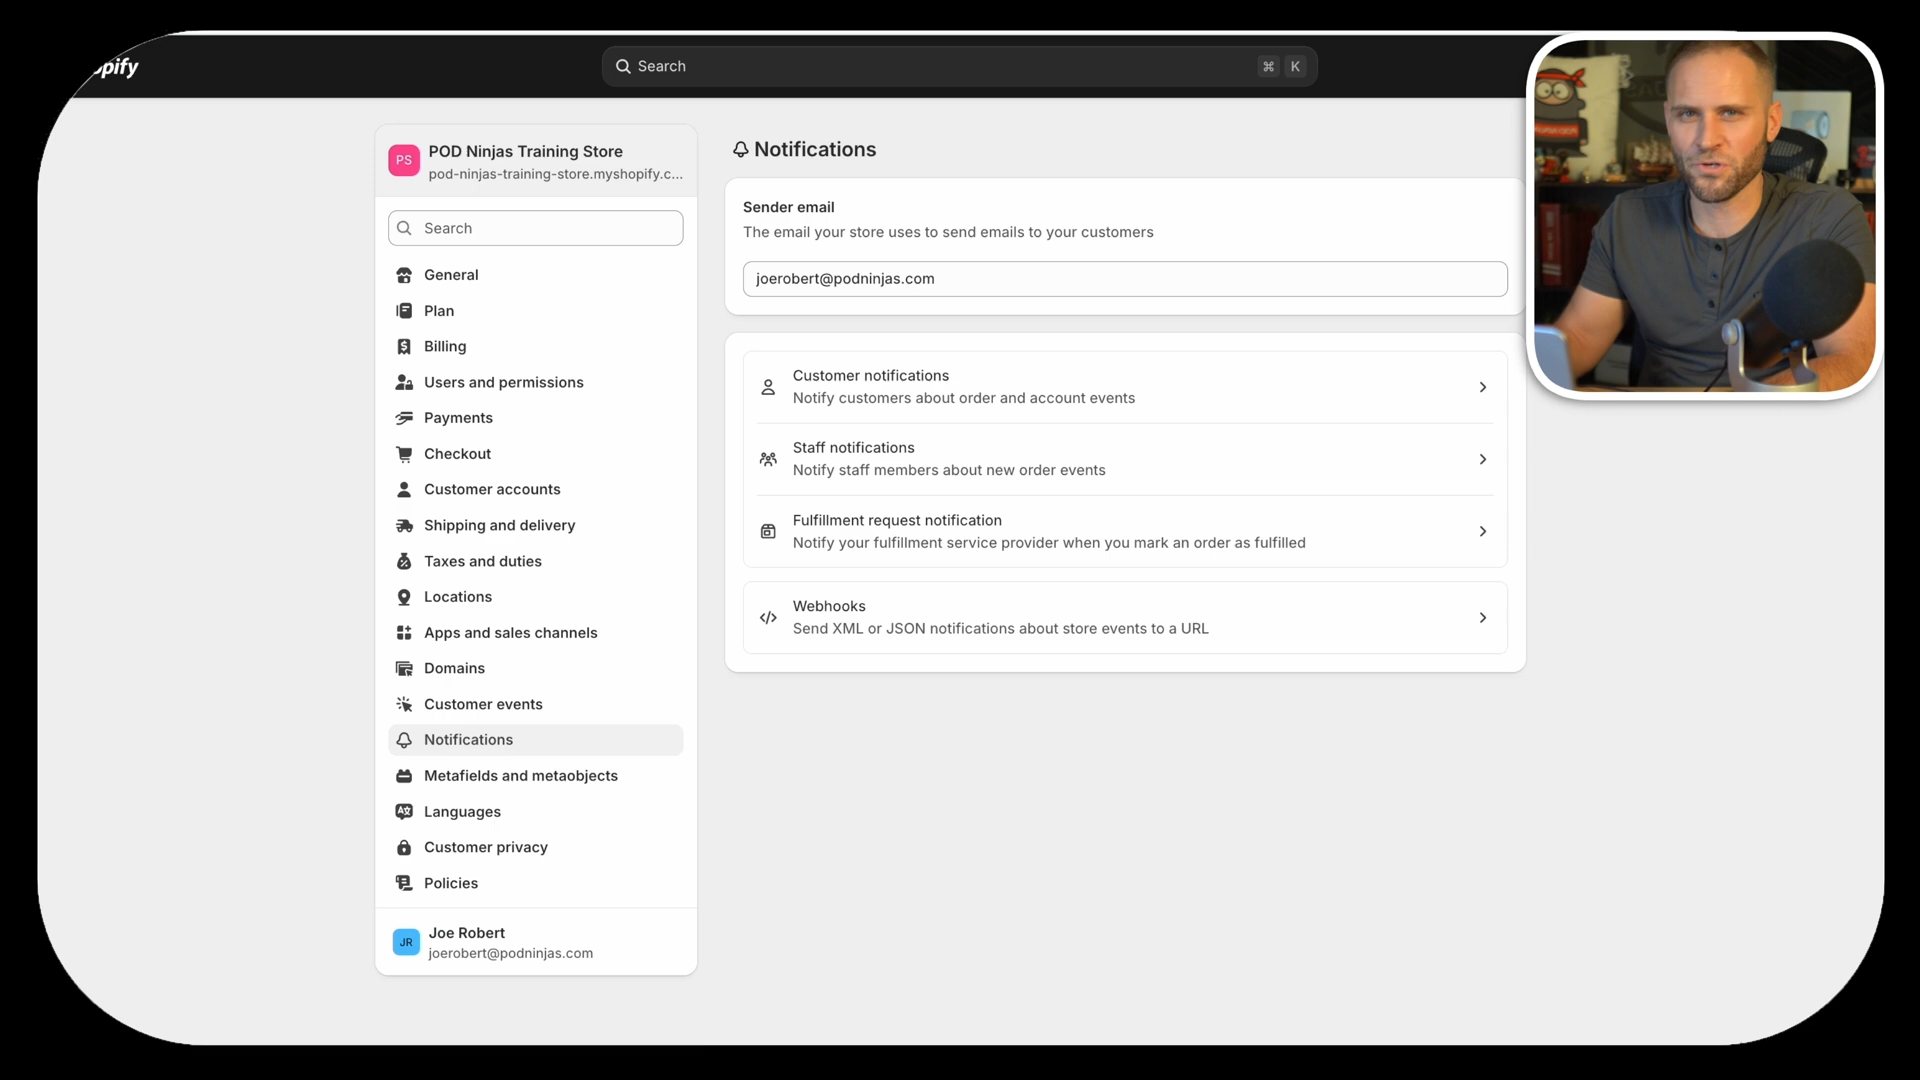 opify
Search
⌘ K
PS
POD Ninjas Training Store
pod-ninjas-training-store.myshopify.c...
Search
General
Plan
Billing
Users and permissions
Payments
Checkout
Customer accounts
Shipping and delivery
Taxes and duties
Locations
Apps and sales channels
Domains
Customer events
Notifications
Metafields and metaobjects
Languages
Customer privacy
Policies
JR
Joe Robert
joerobert@podninjas.com
Notifications
Sender email
The email your store uses to send emails to your customers
joerobert@podninjas.com
Customer notifications
Notify customers about order and account events
Staff notifications
Notify staff members about new order events
Fulfillment request notification
Notify your fulfillment service provider when you mark an order as fulfilled
Webhooks
Send XML or JSON notifications about store events to a URL